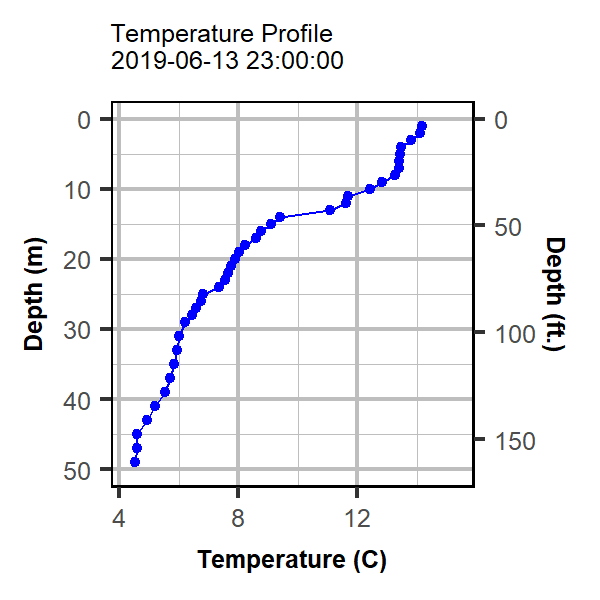 Temperature Profile
2019-06-13 23:00:00
0
10
20
30
40
50
Depth (m)
0
50
100
150
Depth (ft.)
4 8 12
Temperature (C)